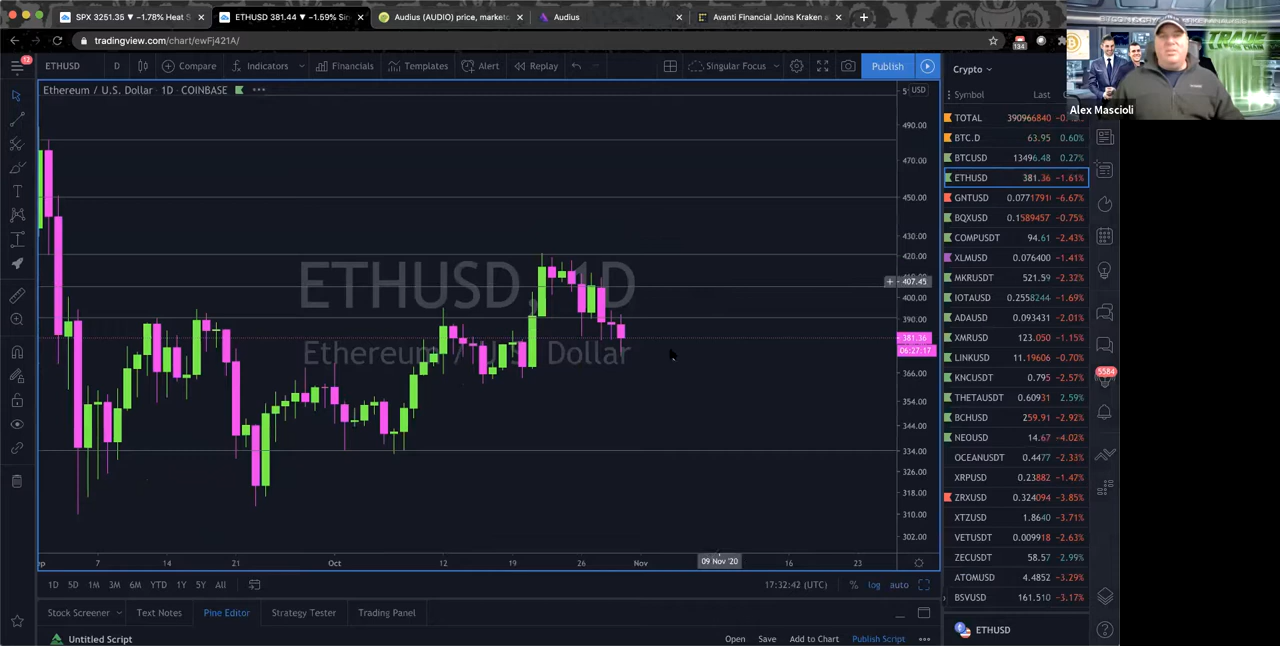 SPX 3251.35 ▼ −1.78% Heat S
ETHUSD 381.44 ▼ −1.59% Si
Audius (AUDIO) price, marketc
Audius
Avanti Financial Joins Kraken a
tradingview.com/chart/ewFj421A/
134
12
ETHUSD D Compare Indicators Financials Alert Replay Singular Focus Publish
Ethereum / U.S. Dollar 1D COINBASE
USD
490.00
470.00
450.00
430.00
420.00
407.45
400.00
390.00
381.36
06:27:17
366.00
354.00
344.00
334.00
326.00
318.00
310.00
302.00
ETHUSD, 1D
Ethereum / U.S. Dollar
7 14 21 Oct 12 19 26 Nov 09 Nov '20 16 23
1D 5D 1M 3M 6M YTD 1Y 5Y All 17:32:42 (UTC) % log auto
Stock Screener Text Notes Pine Editor Strategy Tester Trading Panel
Untitled Script Open Save Add to Chart Publish Script
Alex Mascioli
Crypto
Symbol Last
TOTAL 390966840
BTC.D 63.95 0.60%
BTCUSD 13496.48 0.27%
ETHUSD 381.36 −1.61%
GNTUSD 0.0771791 −6.67%
BQXUSD 0.1589457 −0.75%
COMPUSDT 94.61 −2.43%
XLMUSD 0.076400 −1.41%
MKRUSDT 521.59 −2.32%
IOTAUSD 0.2558244 −1.69%
ADAUSD 0.093431 −2.01%
XMRUSD 123.050 −1.15%
LINKUSD 11.19606 −0.70%
KNCUSDT 0.795 −2.57%
THETAUSDT 0.60931 2.59%
BCHUSD 259.91 −2.92%
NEOUSD 14.67 −4.02%
OCEANUSDT 0.4477 −2.33%
XRPUSD 0.23882 −1.47%
ZRXUSD 0.324094 −3.85%
XTZUSD 1.8640 −3.71%
VETUSDT 0.009918 −2.63%
ZECUSDT 58.57 2.99%
ATOMUSD 4.4852 −3.29%
BSVUSD 161.510 −3.17%
ETHUSD
5584